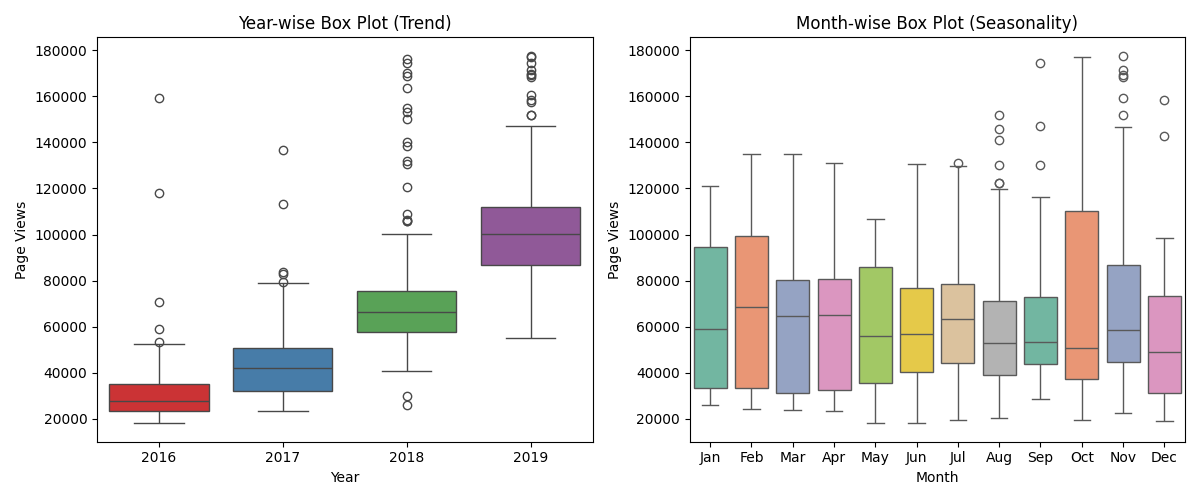 Year-wise Box Plot (Trend)
180000
160000
140000
120000
100000
80000
60000
40000
20000
Page Views
2016 2017 2018 2019
Year
Month-wise Box Plot (Seasonality)
180000
160000
140000
120000
100000
80000
60000
40000
20000
Page Views
Jan Feb Mar Apr May Jun Jul Aug Sep Oct Nov Dec
Month